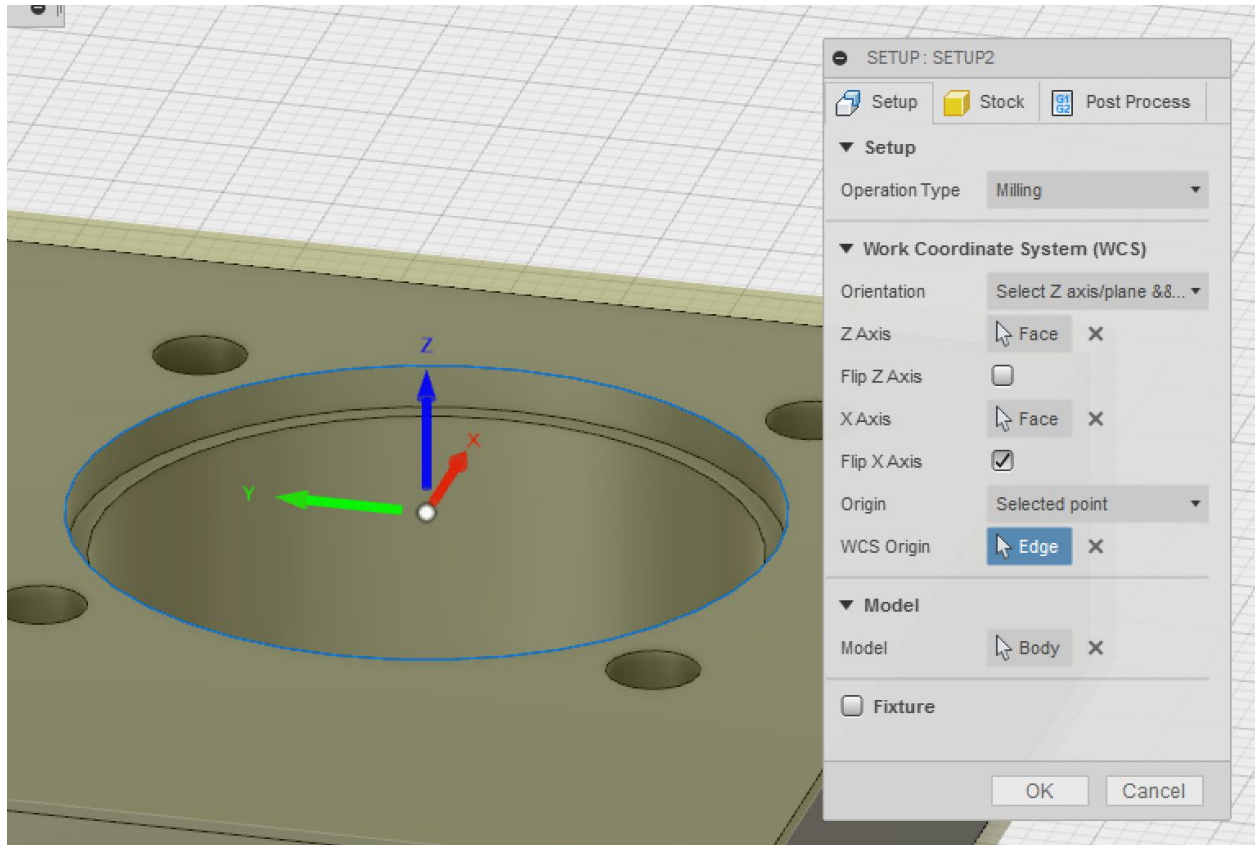 SETUP : SETUP2
Setup
Stock
G1
G2
Post Process
Setup
Operation Type
Milling
Work Coordinate System (WCS)
Orientation
Select Z axis/plane &&...
Z Axis
Face
Flip Z Axis
X Axis
Face
Flip X Axis
Origin
Selected point
WCS Origin
Edge
Model
Model
Body
Fixture
OK
Cancel
Z
X
Y